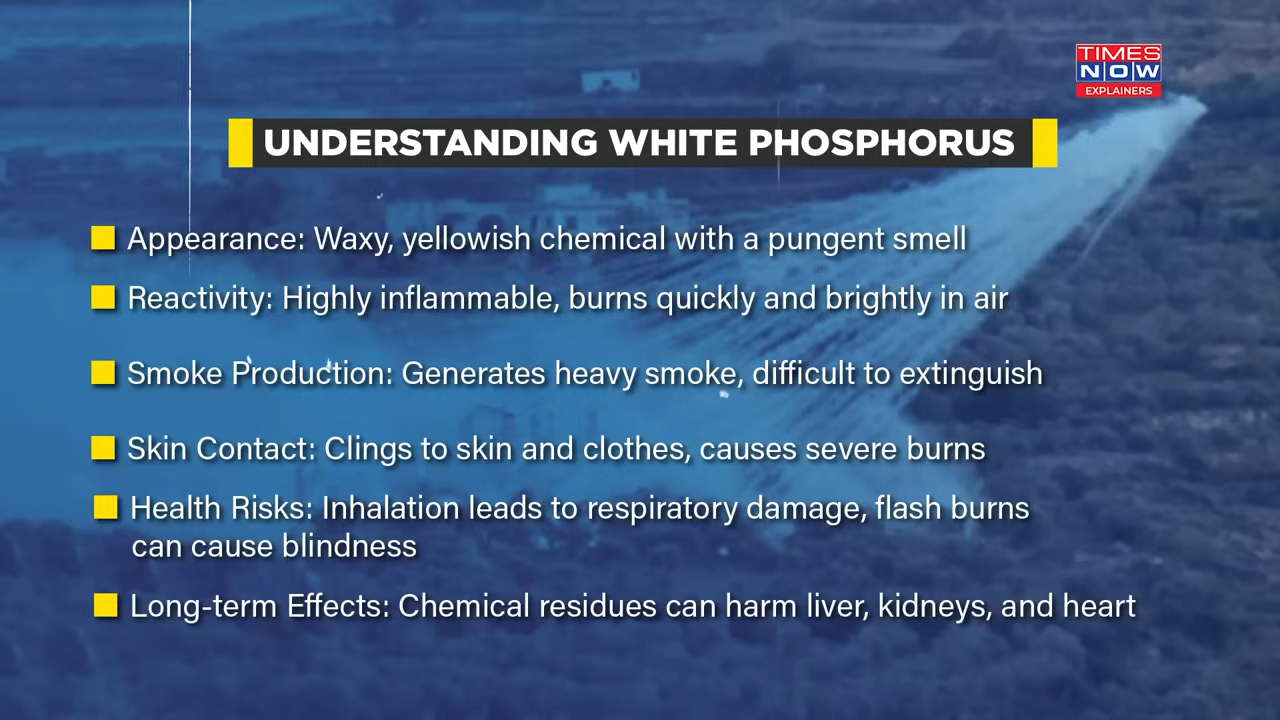 TIMES
NOW
EXPLAINERS
UNDERSTANDING WHITE PHOSPHORUS
Appearance: Waxy, yellowish chemical with a pungent smell
Reactivity: Highly inflammable, burns quickly and brightly in air
Smoke Production: Generates heavy smoke, difficult to extinguish
Skin Contact: Clings to skin and clothes, causes severe burns
Health Risks: Inhalation leads to respiratory damage, flash burns
can cause blindness
Long-term Effects: Chemical residues can harm liver, kidneys, and heart